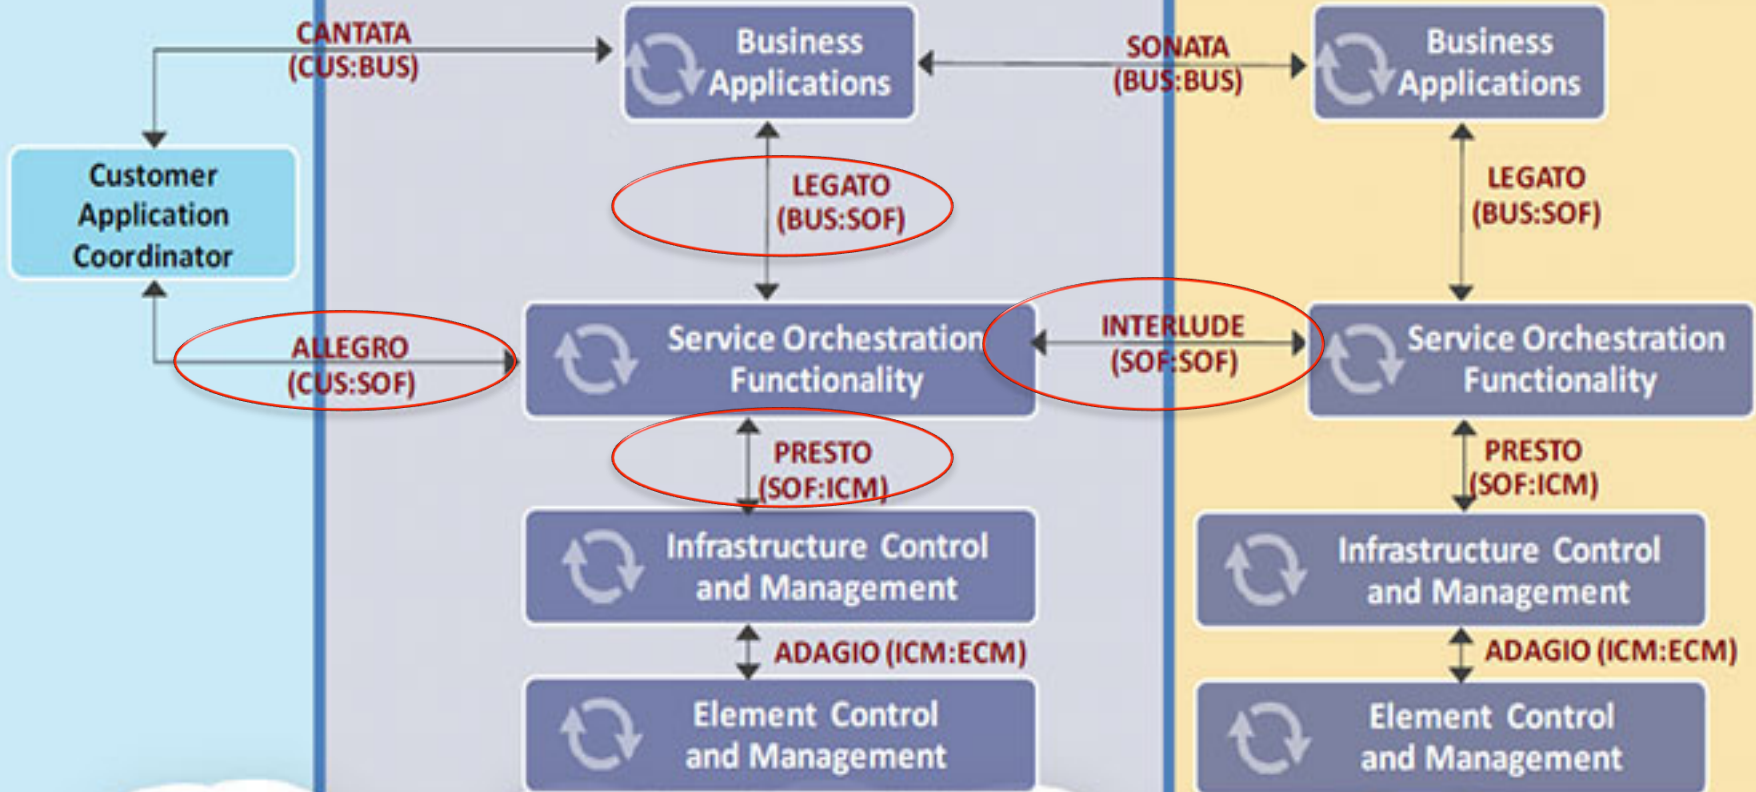 CANTATA
(CUS:BUS)
Business
Applications
SONATA
(BUS:BUS)
Business
Applications
Customer
Application
Coordinator
LEGATO
(BUS:SOF)
LEGATO
(BUS:SOF)
ALLEGRO
(CUS:SOF)
Service Orchestration
Functionality
INTERLUDE
(SOF:SOF)
Service Orchestration
Functionality
PRESTO
(SOF:ICM)
PRESTO
(SOF:ICM)
Infrastructure Control
and Management
Infrastructure Control
and Management
ADAGIO (ICM:ECM)
ADAGIO (ICM:ECM)
Element Control
and Management
Element Control
and Management